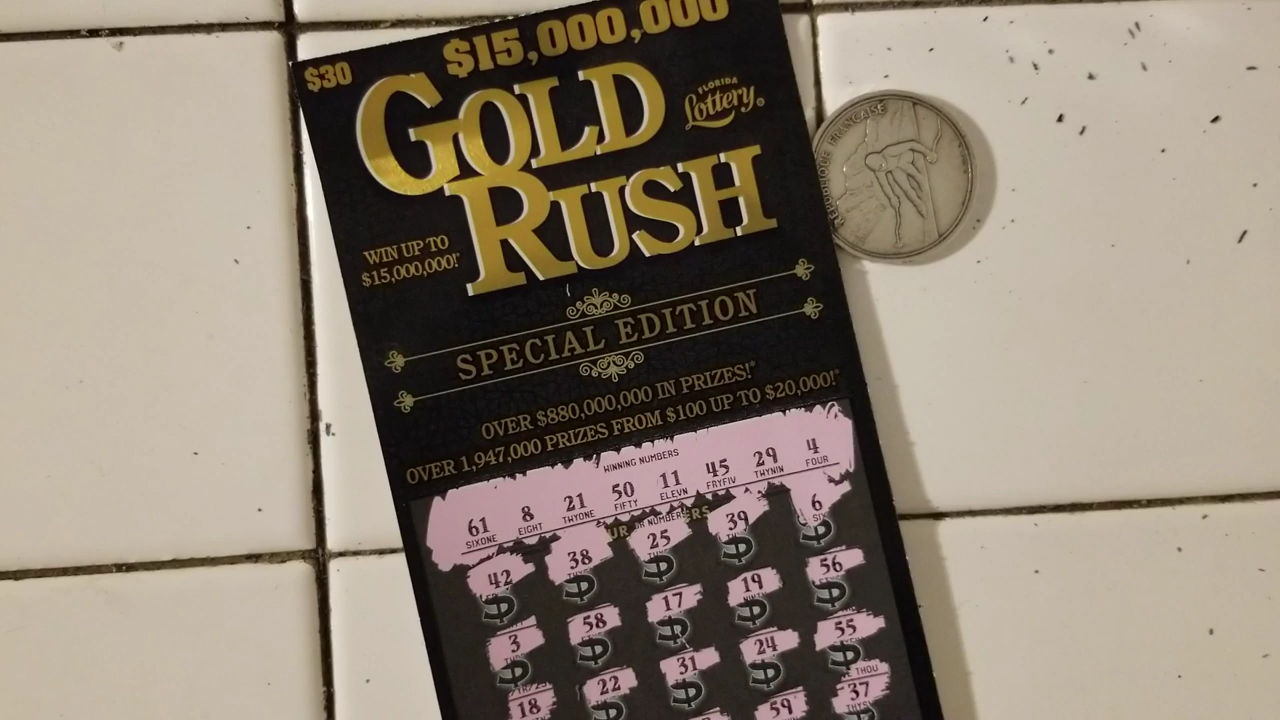 $15,000,000
$30
GOLD
RUSH
FLORIDA
Lottery
WIN UP TO
$15,000,000!*
SPECIAL EDITION
OVER $880,000,000 IN PRIZES!*
OVER 1,947,000 PRIZES FROM $100 UP TO $20,000!*
WINNING NUMBERS
61 8 21 50 11 45 29 4
SIXONE EIGHT TWYONE FIFTY ELEVN FRYFIV TWYNIN FOUR
42 38 25 39 6
SIX
3 58 17 19 56
18 22 31 24 55
59 37
REPUBLIQUE FRANCAISE